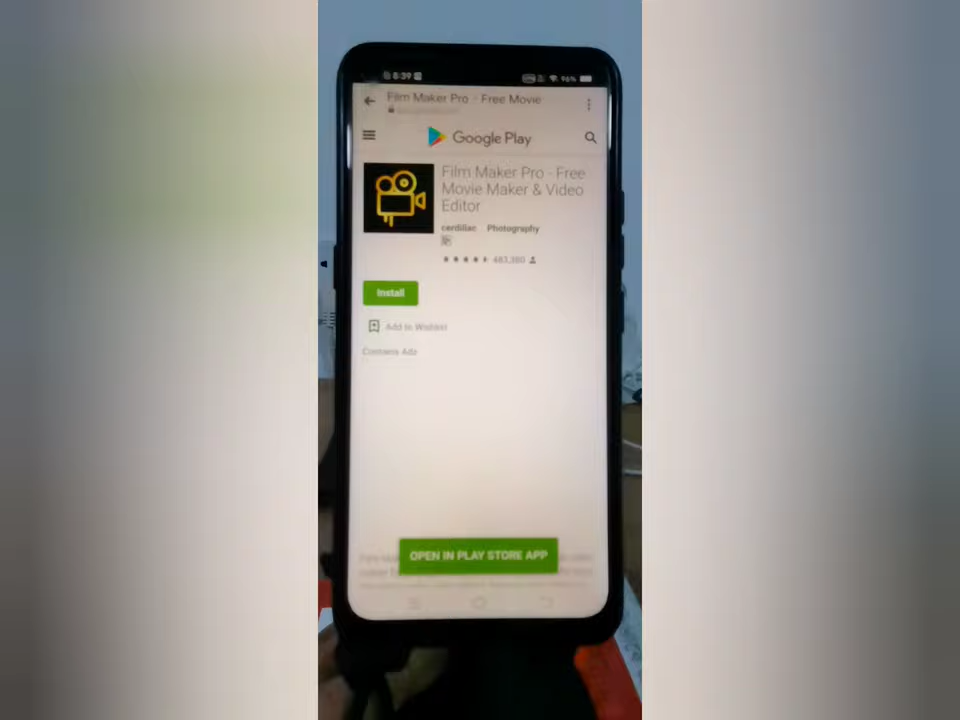 8:39
96%
Film Maker Pro - Free Movie
Google Play
Film Maker Pro - Free
Movie Maker & Video
Editor
cerdillac Photography
483,380
Install
Add to Wishlist
Contains Ads
OPEN IN PLAY STORE APP